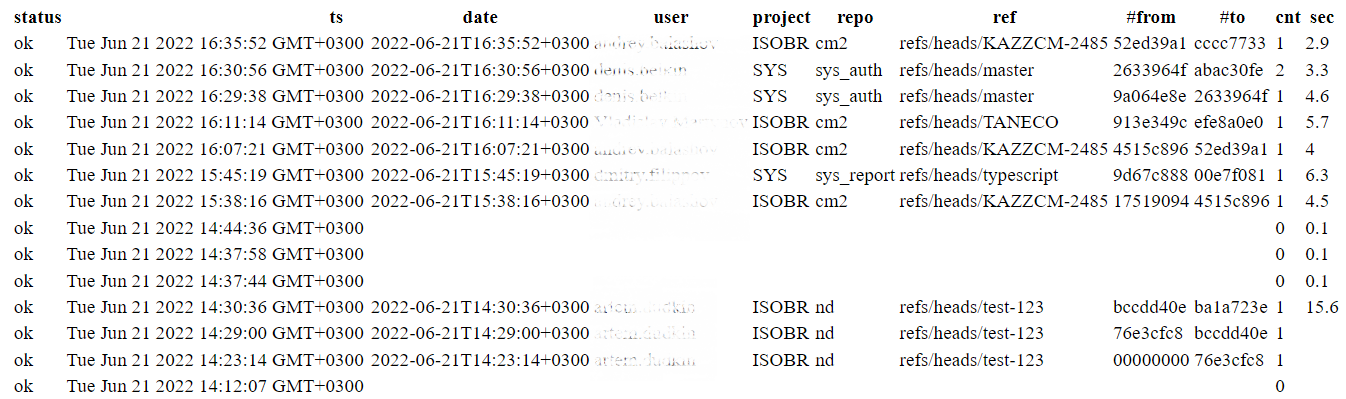 status ts date user project repo ref #from #to cnt sec
ok Tue Jun 21 2022 16:35:52 GMT+0300 2022-06-21T16:35:52+0300 ISOBR cm2 refs/heads/KAZZCM-2485 52ed39a1 cccc7733 1 2.9
ok Tue Jun 21 2022 16:30:56 GMT+0300 2022-06-21T16:30:56+0300 SYS sys_auth refs/heads/master 2633964f abac30fe 2 3.3
ok Tue Jun 21 2022 16:29:38 GMT+0300 2022-06-21T16:29:38+0300 SYS sys_auth refs/heads/master 9a064e8e 2633964f 1 4.6
ok Tue Jun 21 2022 16:11:14 GMT+0300 2022-06-21T16:11:14+0300 ISOBR cm2 refs/heads/TANECO 913e349c efe8a0e0 1 5.7
ok Tue Jun 21 2022 16:07:21 GMT+0300 2022-06-21T16:07:21+0300 ISOBR cm2 refs/heads/KAZZCM-2485 4515c896 52ed39a1 1 4
ok Tue Jun 21 2022 15:45:19 GMT+0300 2022-06-21T15:45:19+0300 SYS sys_report refs/heads/typescript 9d67c888 00e7f081 1 6.3
ok Tue Jun 21 2022 15:38:16 GMT+0300 2022-06-21T15:38:16+0300 ISOBR cm2 refs/heads/KAZZCM-2485 17519094 4515c896 1 4.5
ok Tue Jun 21 2022 14:44:36 GMT+0300 0 0.1
ok Tue Jun 21 2022 14:37:58 GMT+0300 0 0.1
ok Tue Jun 21 2022 14:37:44 GMT+0300 0 0.1
ok Tue Jun 21 2022 14:30:36 GMT+0300 2022-06-21T14:30:36+0300 ISOBR nd refs/heads/test-123 bccdd40e ba1a723e 1 15.6
ok Tue Jun 21 2022 14:29:00 GMT+0300 2022-06-21T14:29:00+0300 ISOBR nd refs/heads/test-123 76e3cfc8 bccdd40e 1
ok Tue Jun 21 2022 14:23:14 GMT+0300 2022-06-21T14:23:14+0300 ISOBR nd refs/heads/test-123 00000000 76e3cfc8 1
ok Tue Jun 21 2022 14:12:07 GMT+0300 0